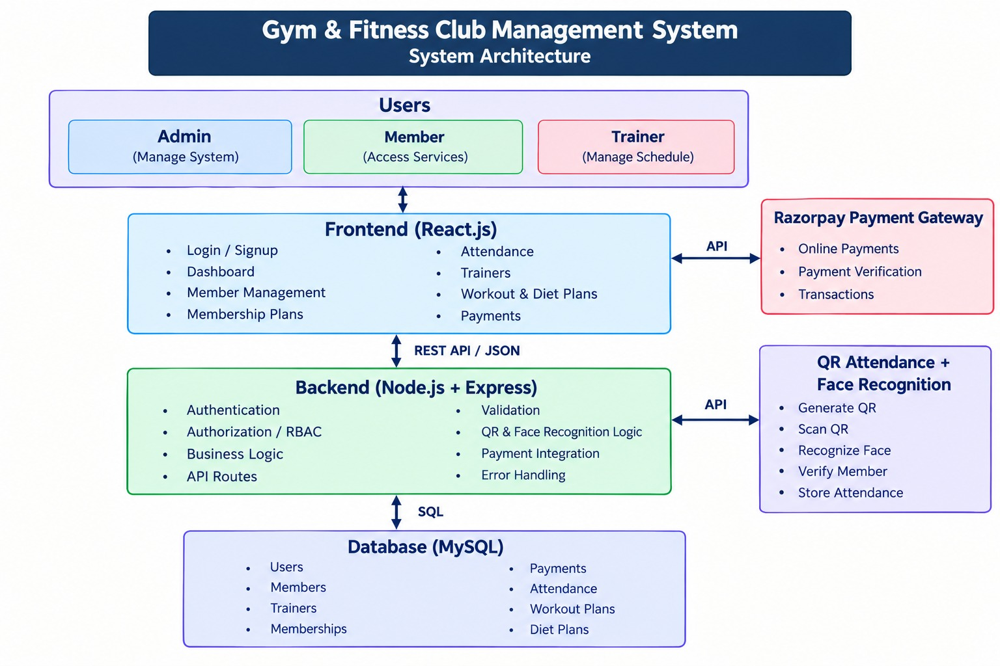 Gym & Fitness Club Management System
System Architecture
Users
Admin
(Manage System)
Member
(Access Services)
Trainer
(Manage Schedule)
Frontend (React.js)
• Login / Signup
• Dashboard
• Member Management
• Membership Plans
• Attendance
• Trainers
• Workout & Diet Plans
• Payments
API
Razorpay Payment Gateway
• Online Payments
• Payment Verification
• Transactions
REST API / JSON
Backend (Node.js + Express)
• Authentication
• Authorization / RBAC
• Business Logic
• API Routes
• Validation
• QR & Face Recognition Logic
• Payment Integration
• Error Handling
API
QR Attendance +
Face Recognition
• Generate QR
• Scan QR
• Recognize Face
• Verify Member
• Store Attendance
SQL
Database (MySQL)
• Users
• Members
• Trainers
• Memberships
• Payments
• Attendance
• Workout Plans
• Diet Plans